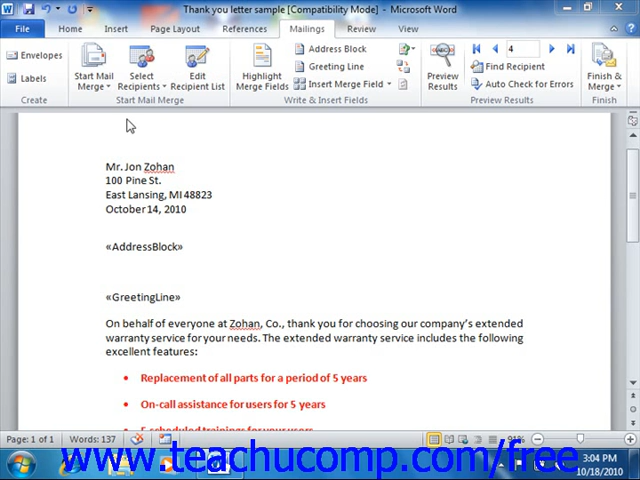 Thank you letter sample [Compatibility Mode] - Microsoft Word
File Home Insert Page Layout References Mailings Review View
Envelopes
Labels
Create
Start Mail Merge
Select Recipients
Edit Recipient List
Start Mail Merge
Highlight Merge Fields
Address Block
Greeting Line
Insert Merge Field
Write & Insert Fields
Preview Results
4
Find Recipient
Auto Check for Errors
Preview Results
Finish & Merge
Finish
Mr. Jon Zohan
100 Pine St.
East Lansing, MI 48823
October 14, 2010
«AddressBlock»
«GreetingLine»
On behalf of everyone at Zohan, Co., thank you for choosing our company's extended
warranty service for your needs. The extended warranty service includes the following
excellent features:
• Replacement of all parts for a period of 5 years
• On-call assistance for users for 5 years
• 5 scheduled trainings for your users
Page: 1 of 1 Words: 137 91%
www.teachucomp.com/free
3:04 PM
10/18/2010